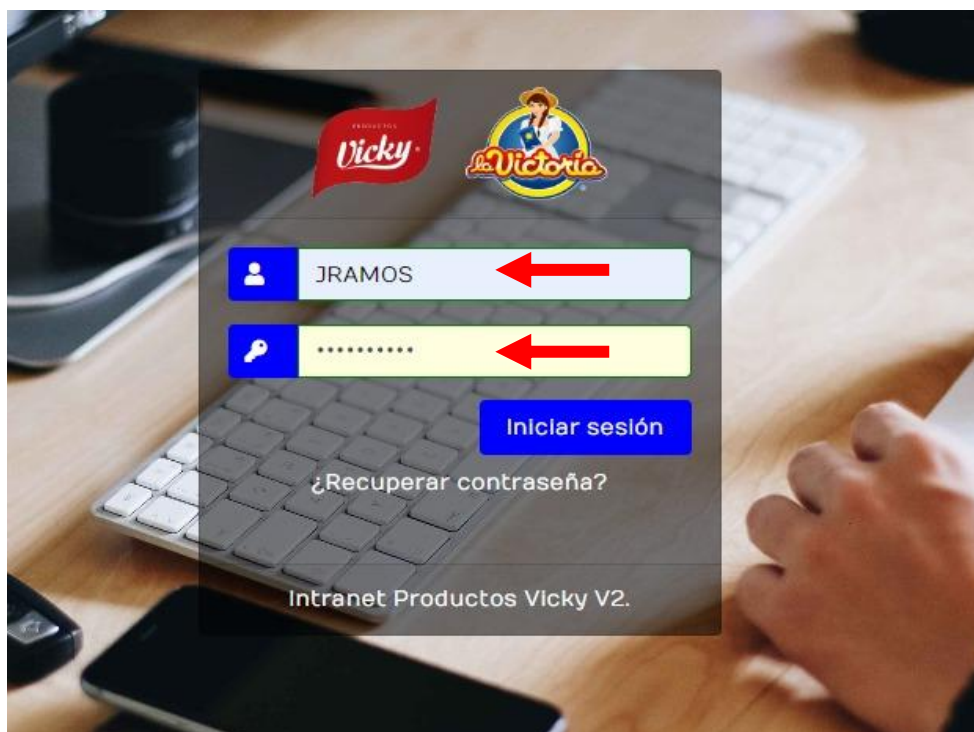 PRODUCTOS
Vicky
la Victoria
JRAMOS
••••••••••
Iniciar sesión
¿Recuperar contraseña?
Intranet Productos Vicky V2.